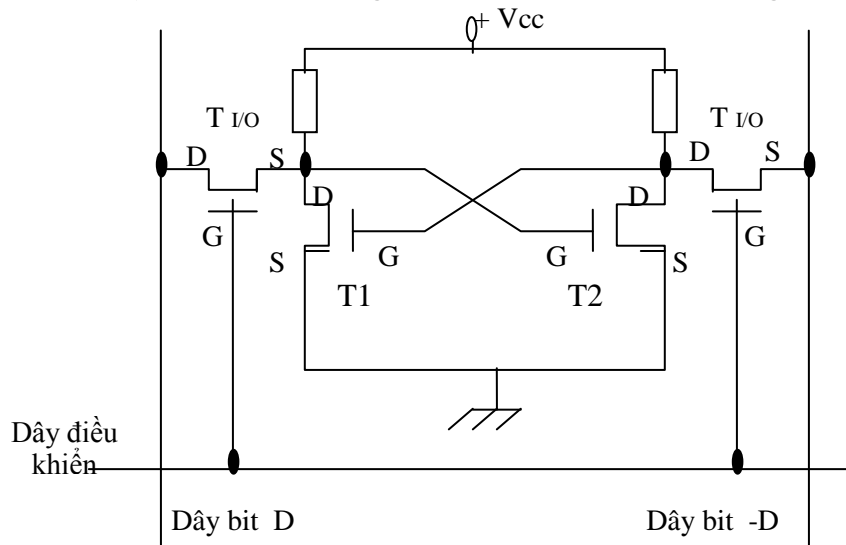 + Vcc
T I/O
T I/O
D
S
D
S
D
D
G
G
G
G
S
S
T1
T2
Dây điều
khiển
Dây bit D
Dây bit -D